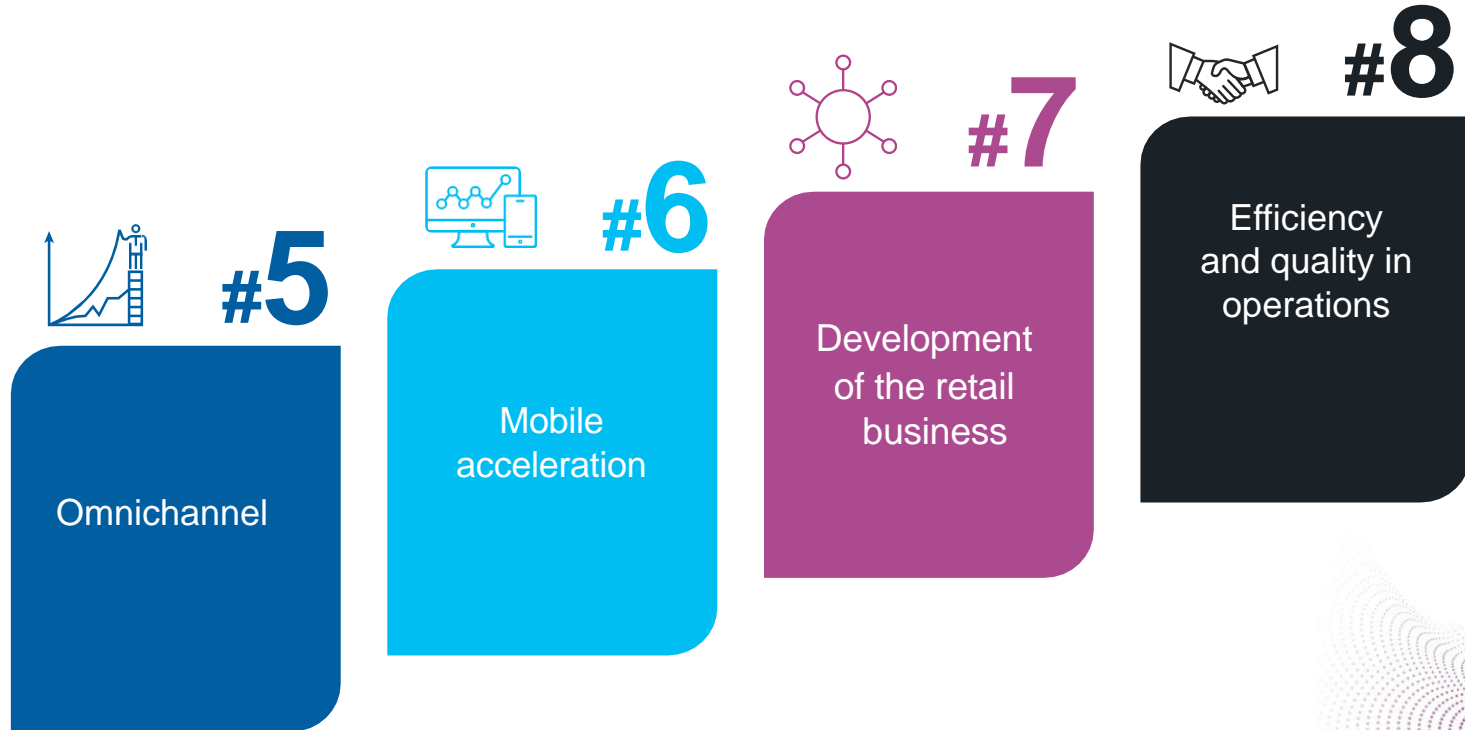 #5
Omnichannel
#6
Mobile
acceleration
#7
Development
of the retail
business
#8
Efficiency
and quality in
operations